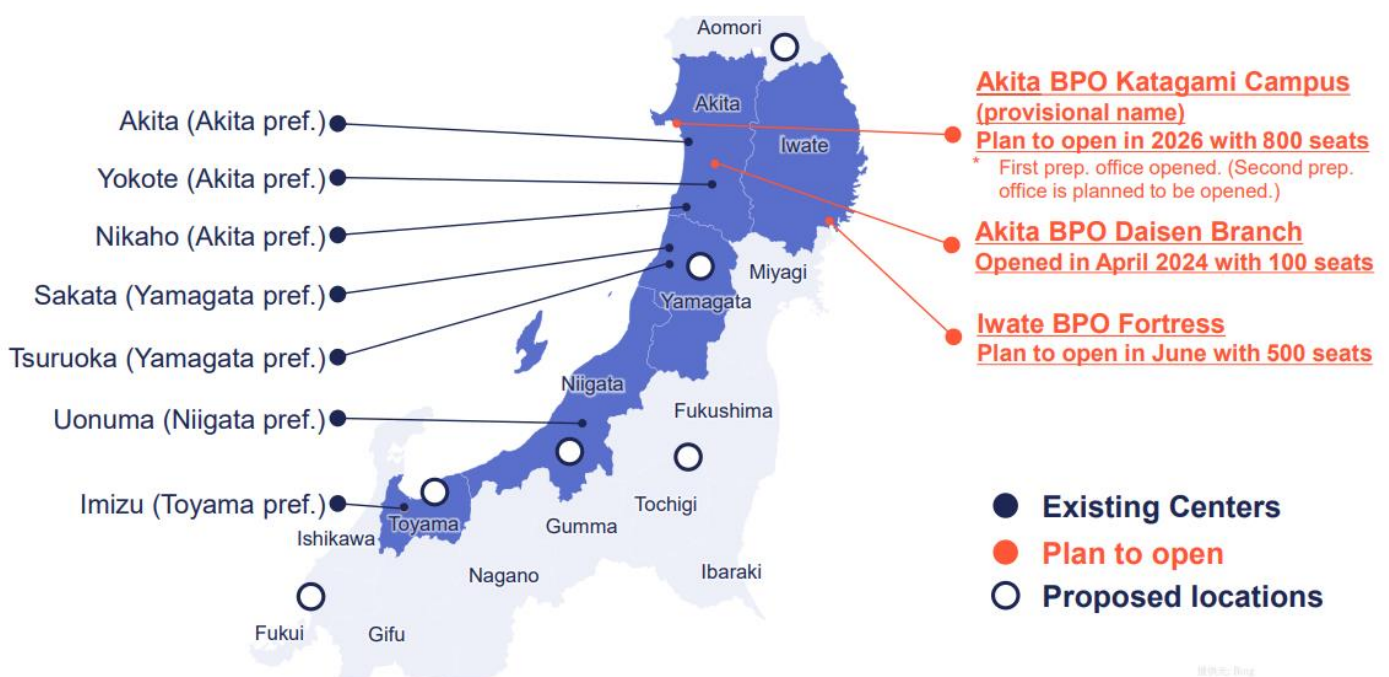 Aomori
Akita
Iwate
Akita (Akita pref.)
Yokote (Akita pref.)
Nikaho (Akita pref.)
Sakata (Yamagata pref.)
Tsuruoka (Yamagata pref.)
Uonuma (Niigata pref.)
Imizu (Toyama pref.)
Miyagi
Yamagata
Niigata
Fukushima
Tochigi
Gumma
Toyama
Ishikawa
Nagano
Ibaraki
Fukui
Gifu
Akita BPO Katagami Campus
(provisional name)
Plan to open in 2026 with 800 seats
* First prep. office opened. (Second prep.
office is planned to be opened.)
Akita BPO Daisen Branch
Opened in April 2024 with 100 seats
Iwate BPO Fortress
Plan to open in June with 500 seats
Existing Centers
Plan to open
Proposed locations